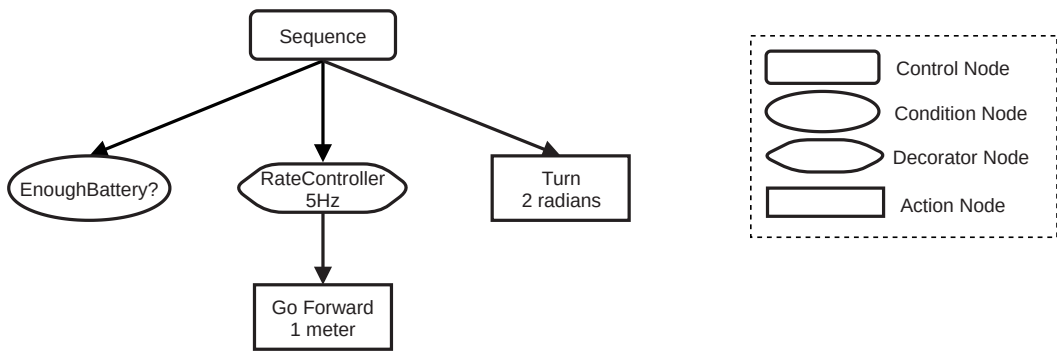 Sequence
EnoughBattery?
RateController
5Hz
Turn
2 radians
Go Forward
1 meter
Control Node
Condition Node
Decorator Node
Action Node